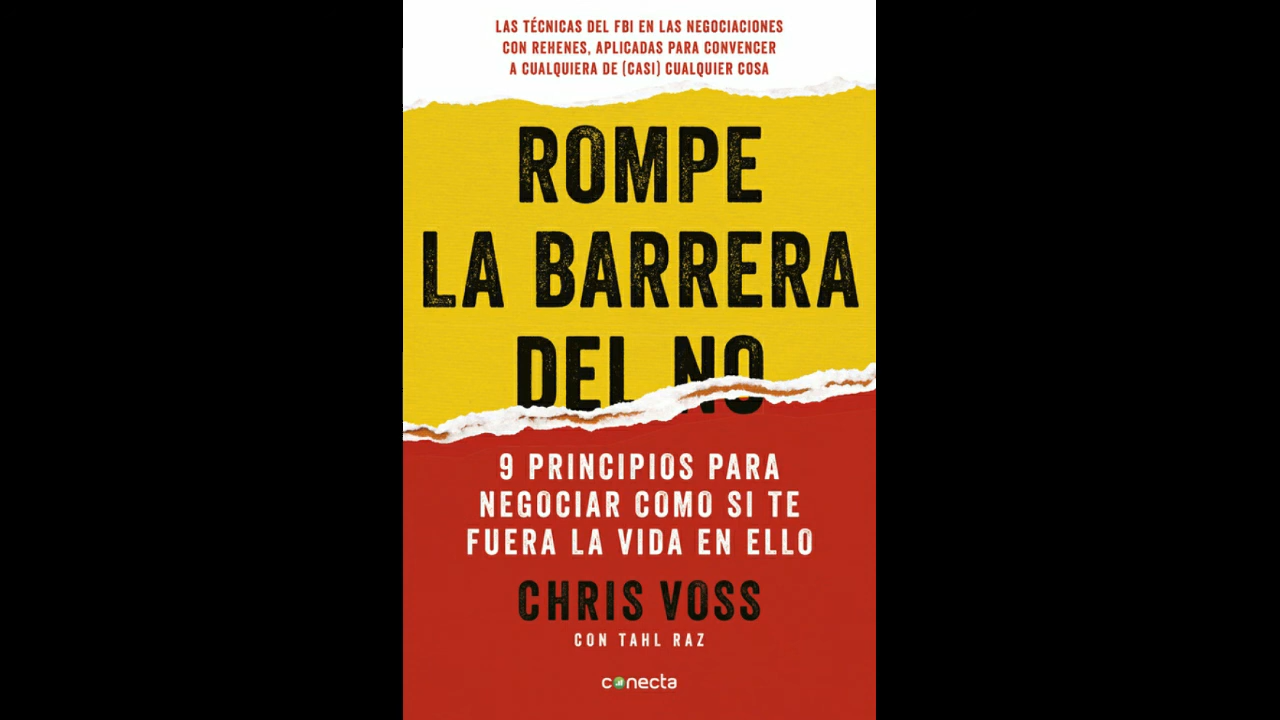 LAS TÉCNICAS DEL FBI EN LAS NEGOCIACIONES
CON REHENES, APLICADAS PARA CONVENCER
A CUALQUIERA DE (CASI) CUALQUIER COSA
ROMPE
LA BARRERA
DEL NO
9 PRINCIPIOS PARA
NEGOCIAR COMO SI TE
FUERA LA VIDA EN ELLO
CHRIS VOSS
CON TAHL RAZ
conecta